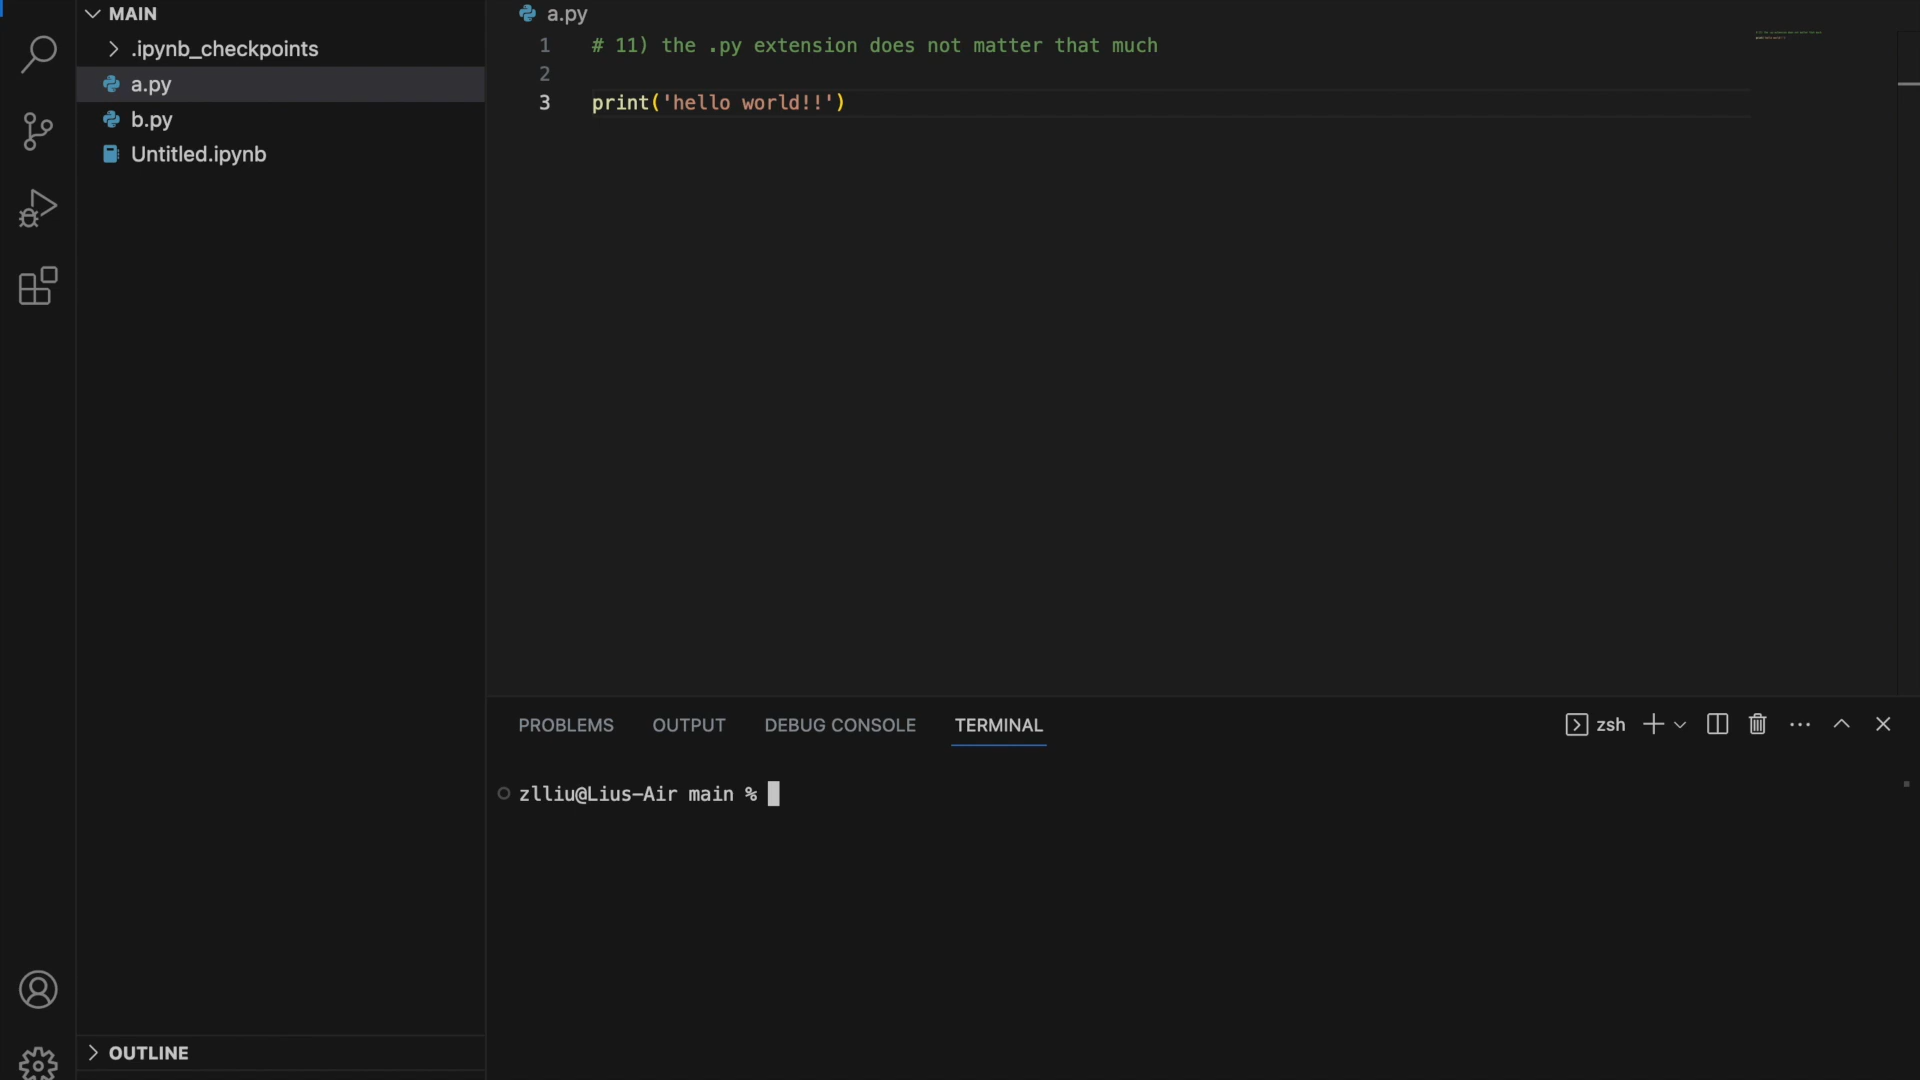 MAIN
.ipynb_checkpoints
a.py
b.py
Untitled.ipynb
OUTLINE
a.py
1 # 11) the .py extension does not matter that much
2
3 print('hello world!!')
PROBLEMS OUTPUT DEBUG CONSOLE TERMINAL zsh
zlliu@Lius-Air main %